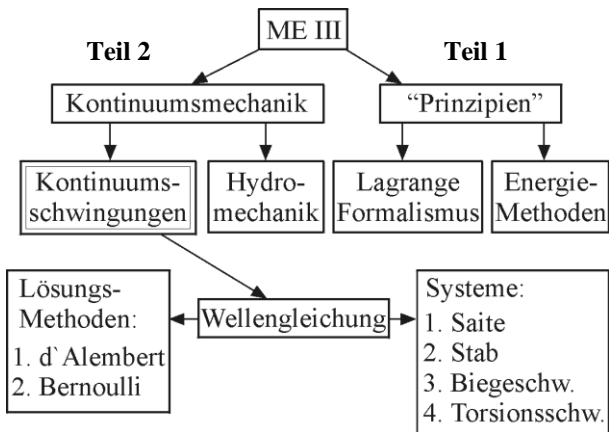 ME III
Teil 2
Teil 1
Kontinuumsmechanik
“Prinzipien”
Kontinuums-
schwingungen
Hydro-
mechanik
Lagrange
Formalismus
Energie-
Methoden
Lösungs-
Methoden:
1. d`Alembert
2. Bernoulli
Wellengleichung
Systeme:
1. Saite
2. Stab
3. Biegeschw.
4. Torsionsschw.